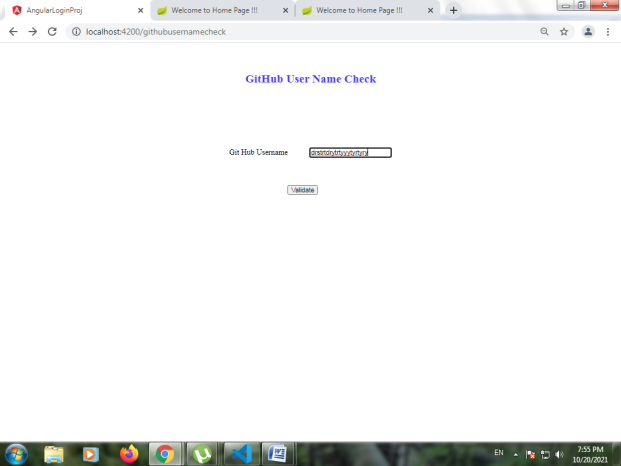 AngularLoginProj
Welcome to Home Page !!!
Welcome to Home Page !!!
localhost:4200/githubusernamecheck
GitHub User Name Check
Git Hub Username
Validate
EN
7:55 PM
10/20/2021